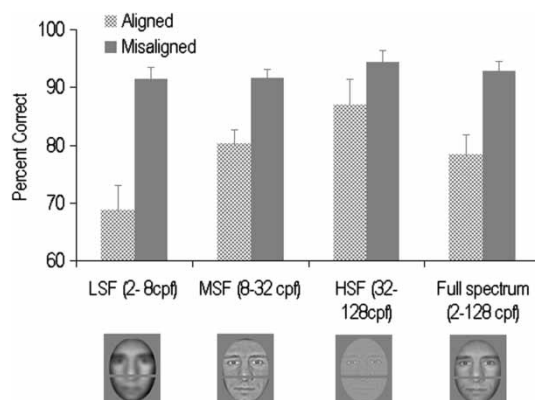 Aligned
Misaligned
Percent Correct
100
90
80
70
60
LSF (2- 8cpf)
MSF (8-32 cpf)
HSF (32-
128cpf)
Full spectrum
(2-128 cpf)